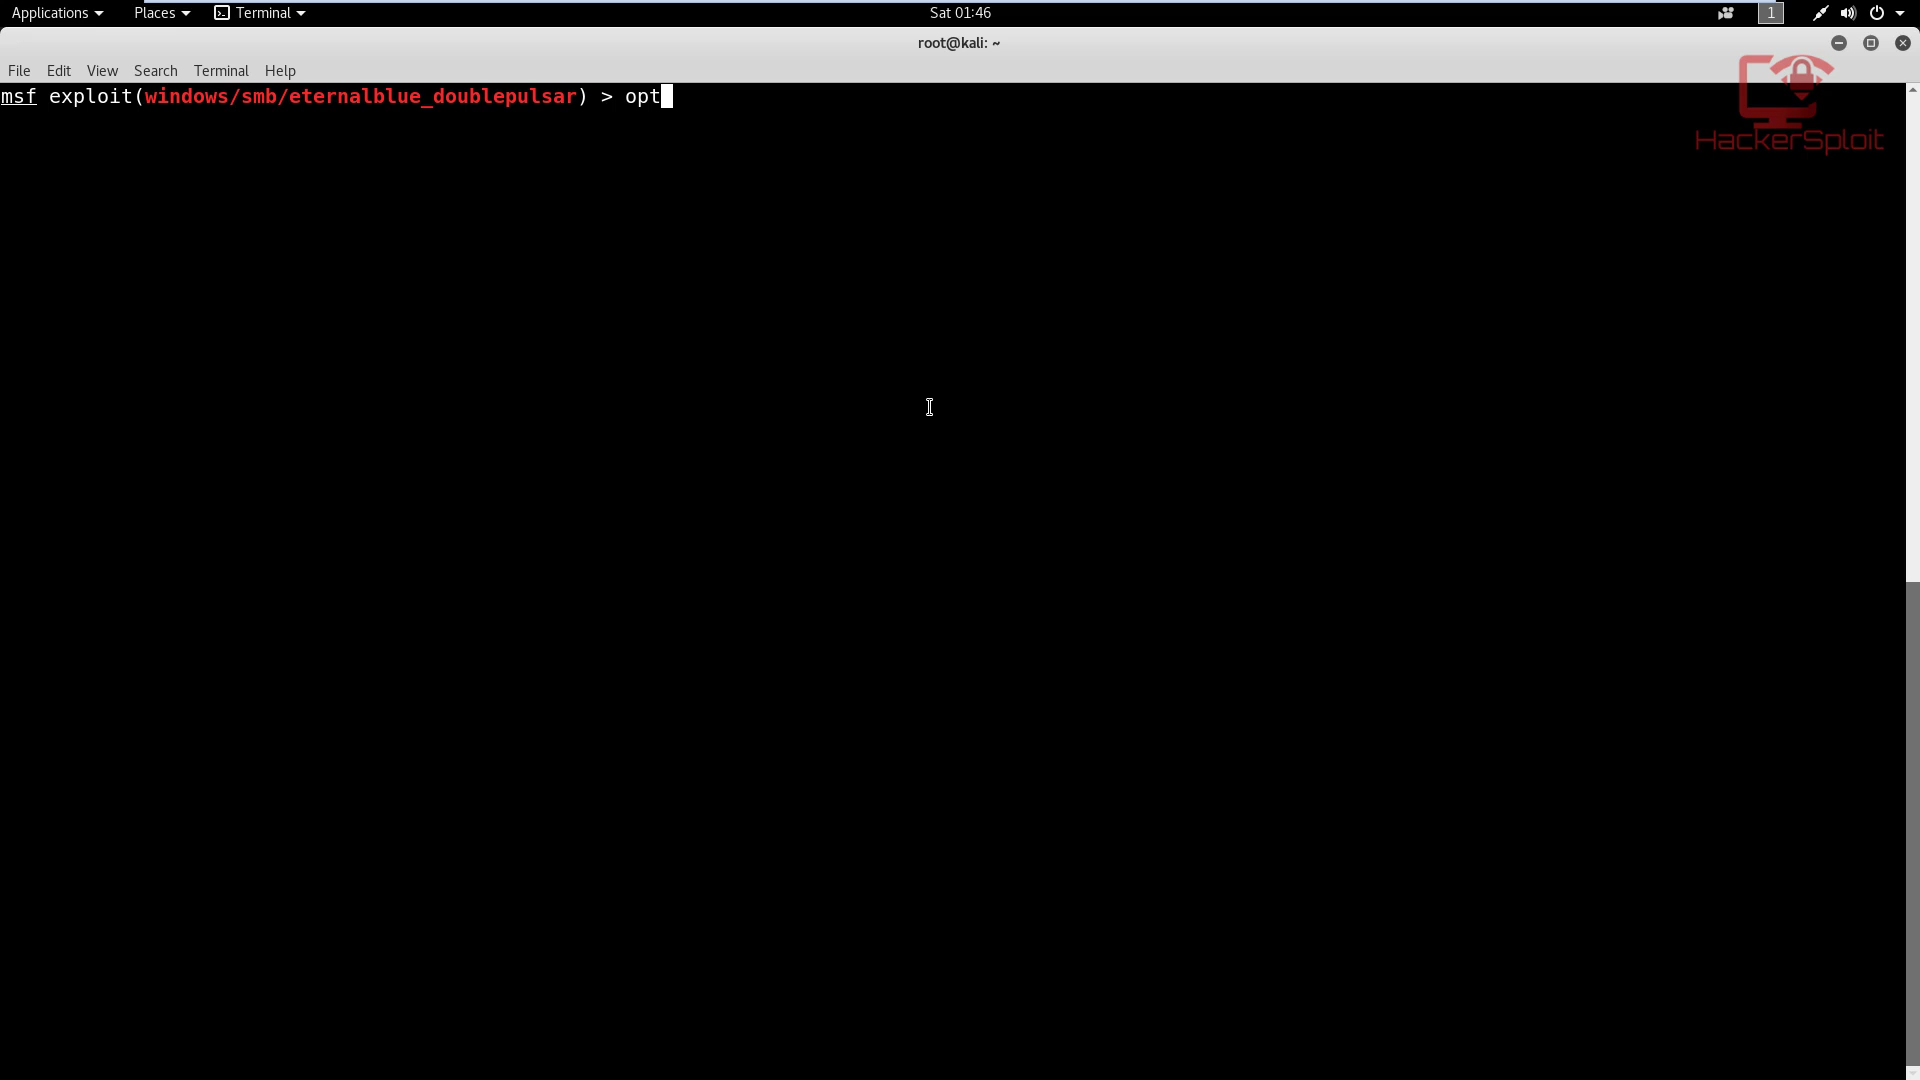 Applications Places Terminal Sat 01:46 1
root@kali: ~
File Edit View Search Terminal Help
msf exploit(windows/smb/eternalblue_doublepulsar) > opt
HackerSploit